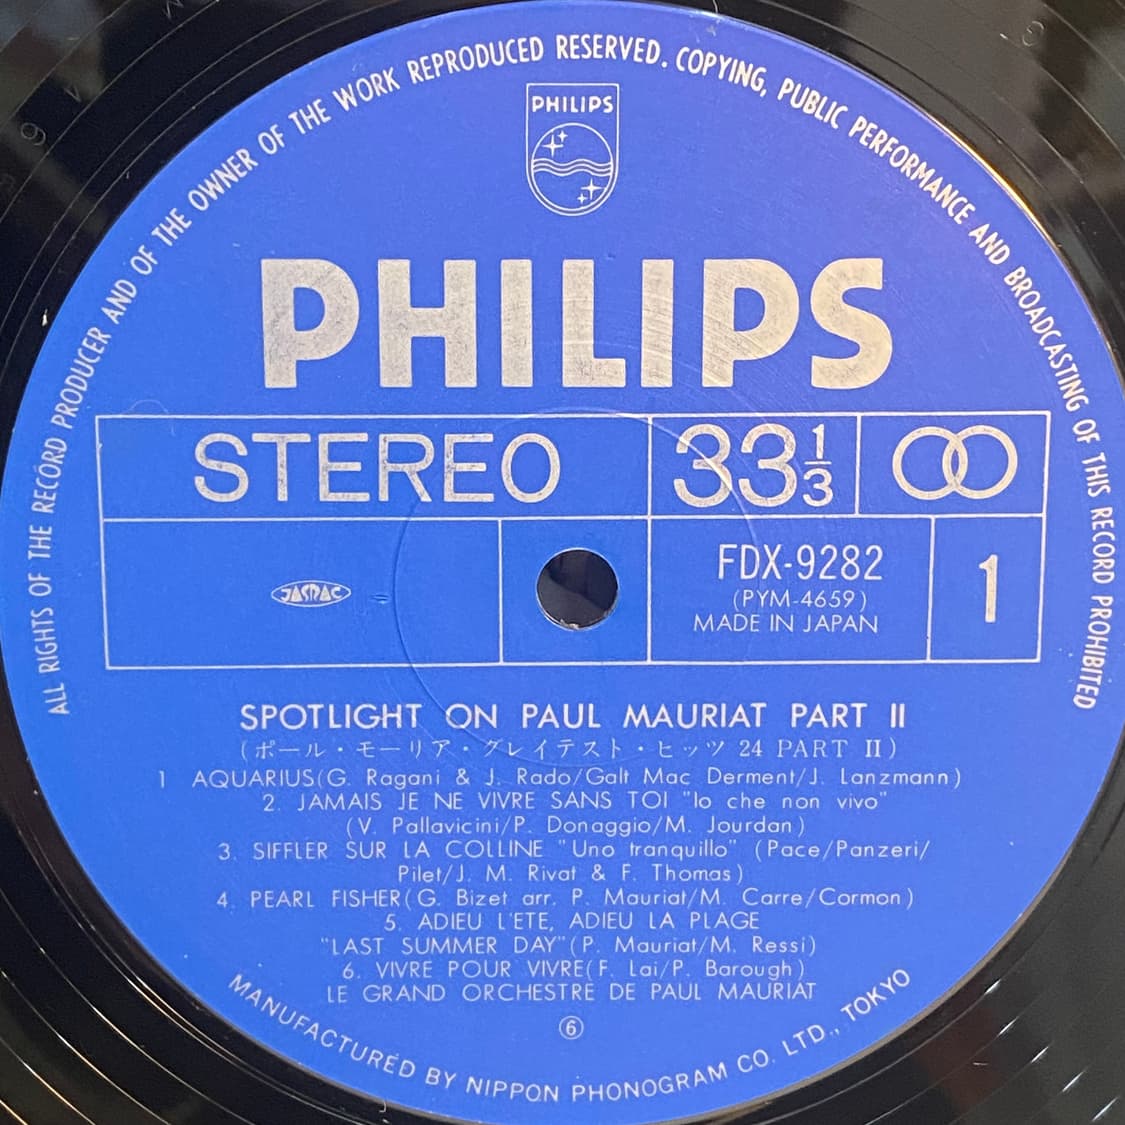 ALL RIGHTS OF THE RECORD PRODUCER AND OF THE OWNER OF THE WORK REPRODUCED RESERVED. COPYING, PUBLIC PERFORMANCE AND BROADCASTING OF THIS RECORD PROHIBITED
PHILIPS
PHILIPS
STEREO 33 1/3
JASRAC
FDX-9282
(PYM-4659)
MADE IN JAPAN
1
SPOTLIGHT ON PAUL MAURIAT PART II
(ポール・モーリア・グレイテスト・ヒッツ 24 PART II)
1 AQUARIUS(G. Ragani & J. Rado/Galt Mac Derment/J. Lanzmann)
2. JAMAIS JE NE VIVRE SANS TOI "Io che non vivo"
(V. Pallavicini/P. Donaggio/M. Jourdan)
3. SIFFLER SUR LA COLLINE "Uno tranquillo" (Pace/Panzeri/
Pilet/J. M. Rivat & F. Thomas)
4. PEARL FISHER(G. Bizet arr. P. Mauriat/M. Carre/Cormon)
5. ADIEU L'ETE, ADIEU LA PLAGE
"LAST SUMMER DAY"(P. Mauriat/M. Ressi)
6. VIVRE POUR VIVRE(F. Lai/P. Barough)
LE GRAND ORCHESTRE DE PAUL MAURIAT
⑥
MANUFACTURED BY NIPPON PHONOGRAM CO. LTD., TOKYO